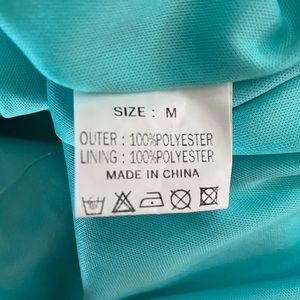 SIZE : M
OUTER : 100%POLYESTER
LINING : 100%POLYESTER
MADE IN CHINA